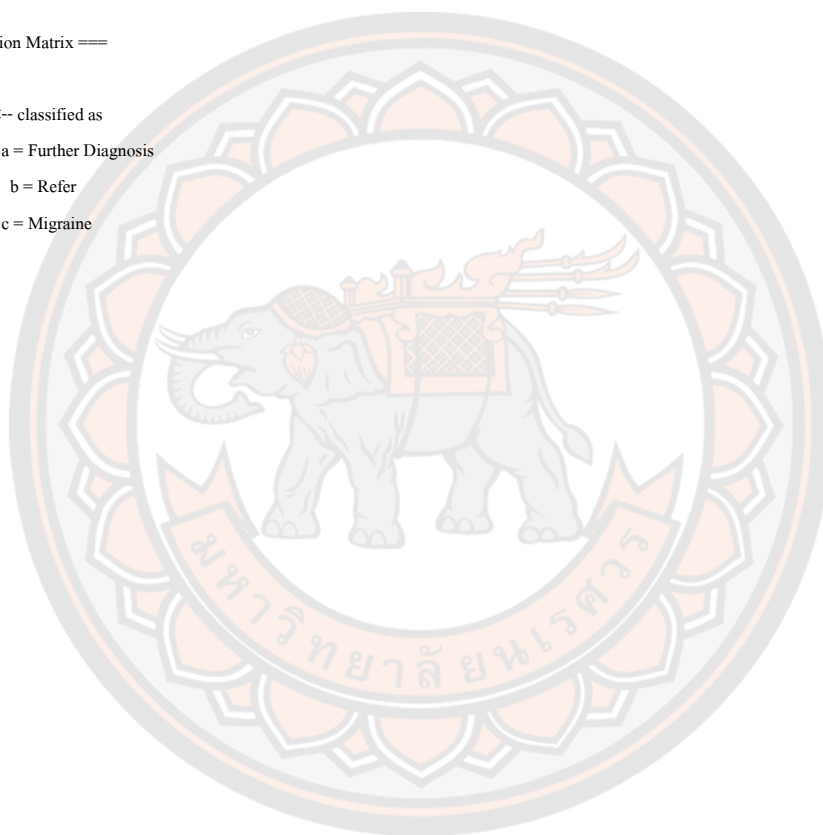 ion Matrix ===
-- classified as
a = Further Diagnosis
b = Refer
c = Migraine
มหาวิทยาลัยนเรศวร